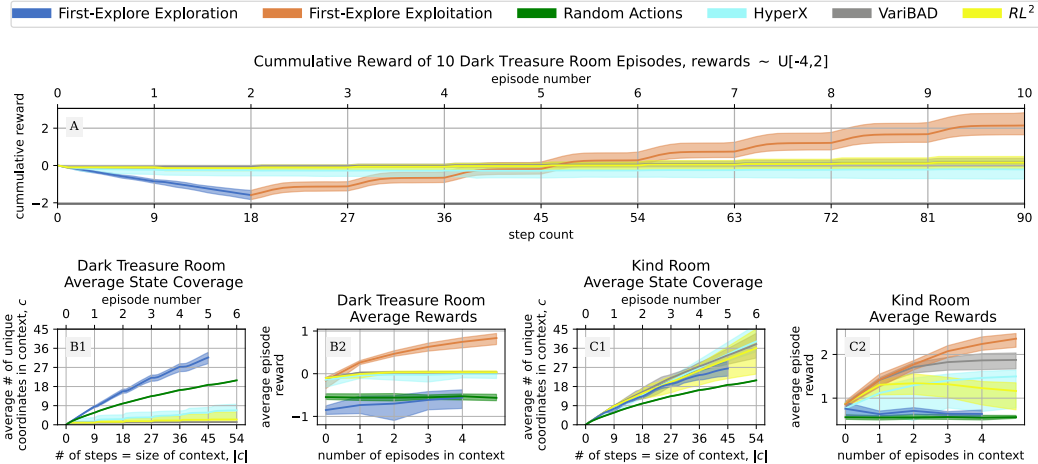 First-Explore Exploration First-Explore Exploitation Random Actions HyperX VariBAD RL²
Cummulative Reward of 10 Dark Treasure Room Episodes, rewards ~ U[-4,2]
episode number
0 1 2 3 4 5 6 7 8 9 10
A
cummulative reward
2
0
−2
0 9 18 27 36 45 54 63 72 81 90
step count
Dark Treasure Room
Average State Coverage
episode number
0 1 2 3 4 5 6
B1
average # of unique
coordinates in context, c
45
36
27
18
9
0
0 9 18 27 36 45 54
# of steps = size of context, |c|
Dark Treasure Room
Average Rewards
B2
average episode
reward
1
0
−1
0 1 2 3 4
number of episodes in context
Kind Room
Average State Coverage
episode number
0 1 2 3 4 5 6
C1
average # of unique
coordinates in context, c
45
36
27
18
9
0
0 9 18 27 36 45 54
# of steps = size of context, |c|
Kind Room
Average Rewards
C2
average episode
reward
2
1
0 1 2 3 4
number of episodes in context